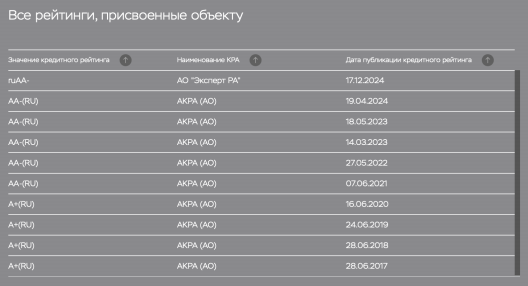 Все рейтинги, присвоенные объекту
Значение кредитного рейтинга Наименование КРА Дата публикации кредитного рейтинга
ruAA- АО "Эксперт РА" 17.12.2024
AA-(RU) АКРА (АО) 19.04.2024
AA-(RU) АКРА (АО) 18.05.2023
AA-(RU) АКРА (АО) 14.03.2023
AA-(RU) АКРА (АО) 27.05.2022
AA-(RU) АКРА (АО) 07.06.2021
A+(RU) АКРА (АО) 16.06.2020
A+(RU) АКРА (АО) 24.06.2019
A+(RU) АКРА (АО) 28.06.2018
A+(RU) АКРА (АО) 28.06.2017